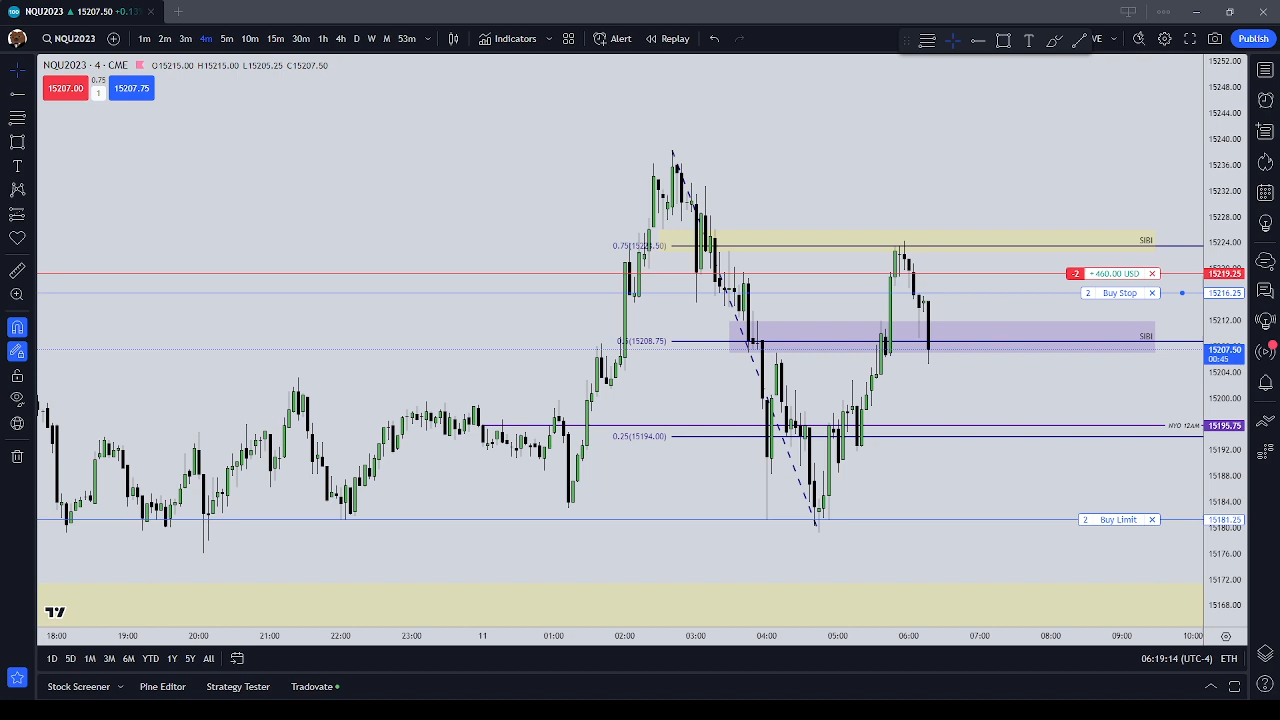 NQU2023 ▲ 15207.50 +0.13
NQU2023 1m 2m 3m 4m 5m 10m 15m 30m 1h 4h D W M 53m Indicators Alert Replay VE Publish
NQU2023 · 4 · CME O15215.00 H15215.00 L15205.25 C15207.50
15207.00 0.75 1 15207.75
15252.00
15248.00
15244.00
15240.00
15236.00
15232.00
15228.00
SIBI
15224.00
-2 +460.00 USD 15219.25
2 Buy Stop 15216.25
15212.00
SIBI
0.5(15208.75)
15207.50
00:45
15204.00
15200.00
NYO 12AM 15195.75
0.25(15194.00)
15192.00
15188.00
15184.00
2 Buy Limit 15181.25
15180.00
15176.00
15172.00
15168.00
18:00 19:00 20:00 21:00 22:00 23:00 11 01:00 02:00 03:00 04:00 05:00 06:00 07:00 08:00 09:00 10:00
1D 5D 1M 3M 6M YTD 1Y 5Y All 06:19:14 (UTC-4) ETH
Stock Screener Pine Editor Strategy Tester Tradovate